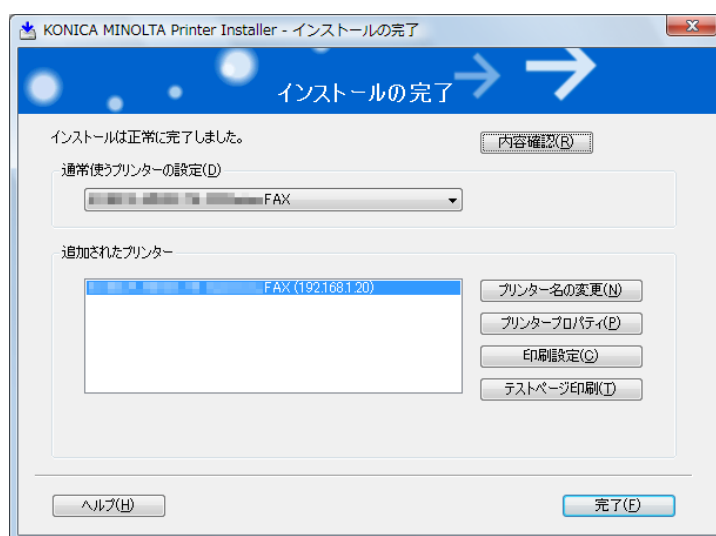 KONICA MINOLTA Printer Installer - インストールの完了
インストールの完了
インストールは正常に完了しました。
内容確認(R)
通常使うプリンターの設定(D)
FAX
追加されたプリンター
FAX (192.168.1.20)
プリンター名の変更(N)
プリンタープロパティ(P)
印刷設定(C)
テストページ印刷(T)
ヘルプ(H)
完了(F)